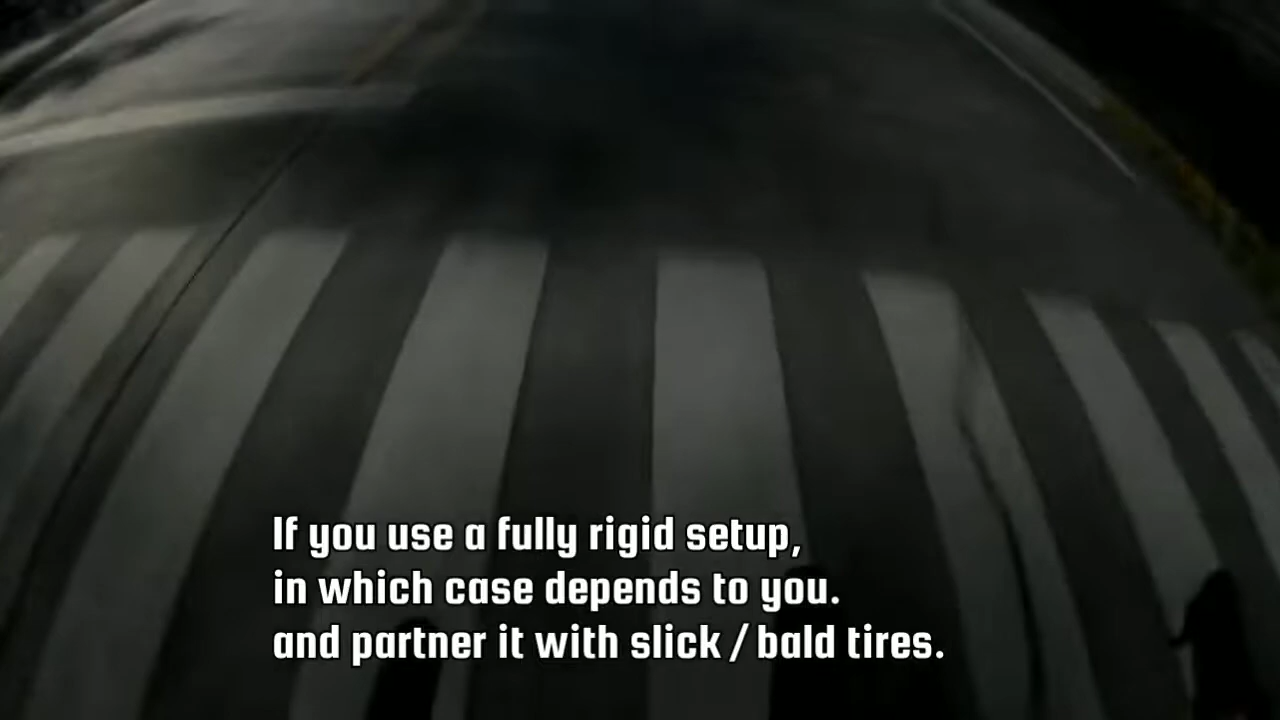 If you use a fully rigid setup,
in which case depends to you.
and partner it with slick / bald tires.